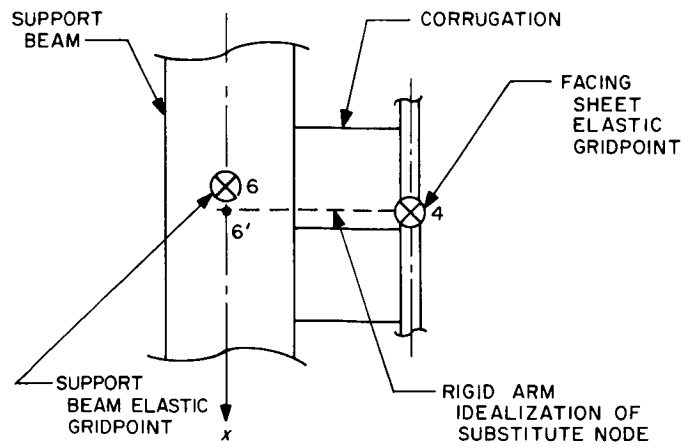 SUPPORT
BEAM
CORRUGATION
FACING
SHEET
ELASTIC
GRIDPOINT
6
6'
4
SUPPORT
BEAM ELASTIC
GRIDPOINT
x
RIGID ARM
IDEALIZATION OF
SUBSTITUTE NODE